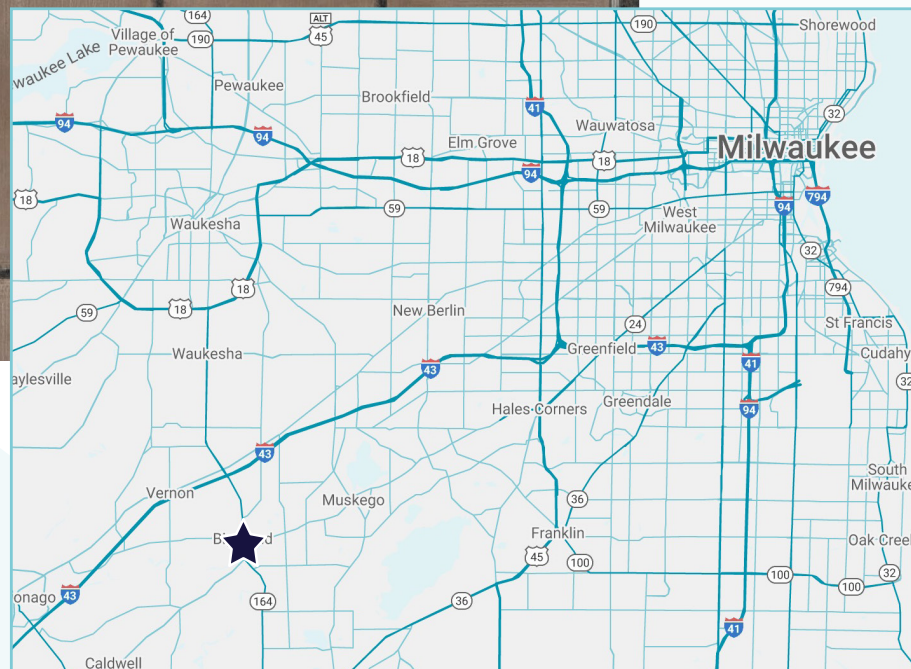 164
ALT
45
190
190
Shorewood
Village of
Pewaukee
waukee Lake
Pewaukee
Brookfield
41
32
94
94
Wauwatosa
Elm Grove
18
18
94
Milwaukee
18
59
59
94
794
Waukesha
West
Milwaukee
32
18
18
59
794
New Berlin
24
St Francis
Waukesha
Greenfield
43
41
Cudahy
43
aylesville
32
Hales Corners
Greendale
94
43
Vernon
Muskego
South
Milwauke
36
Franklin
45
100
Oak Creek
43
onago
164
36
100
100
32
41
Caldwell